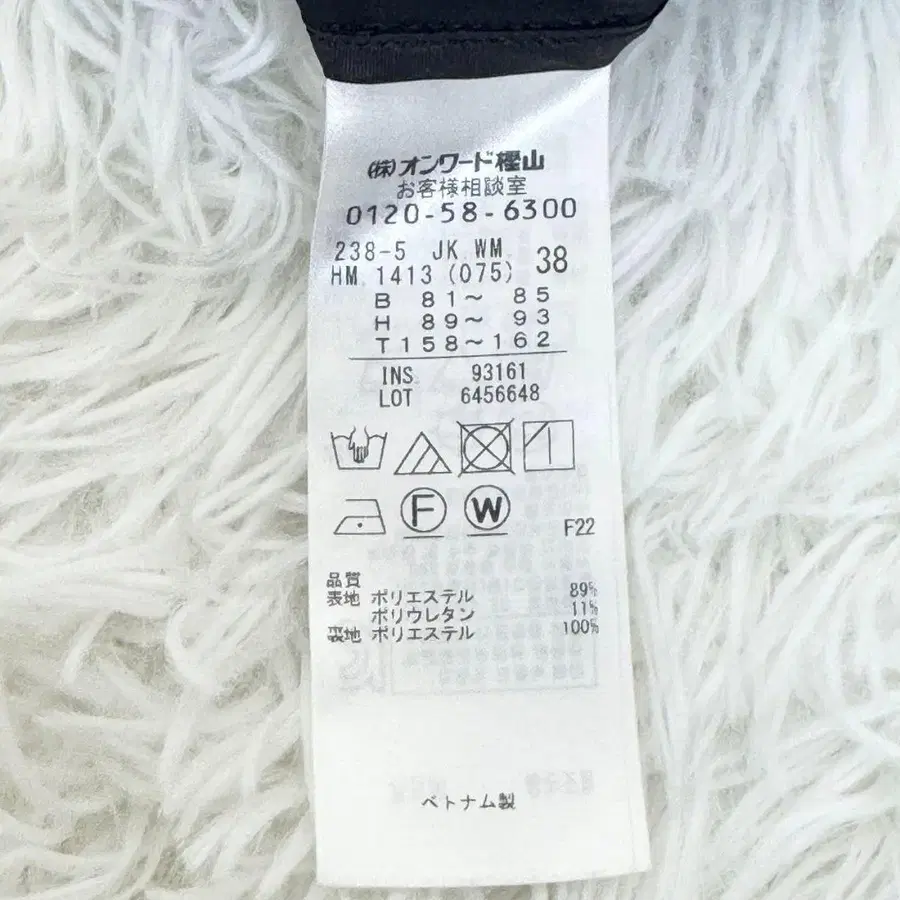 (株)オンワード樫山
お客様相談室
0120-58-6300
238-5 JK.WM. 38
HM.1413(075)
B 81～ 85
H 89～ 93
T158～162
INS. 93161
LOT 6456648
F W
F22
品質
表地 ポリエステル 89%
ポリウレタン 11%
裏地 ポリエステル 100%
ベトナム製